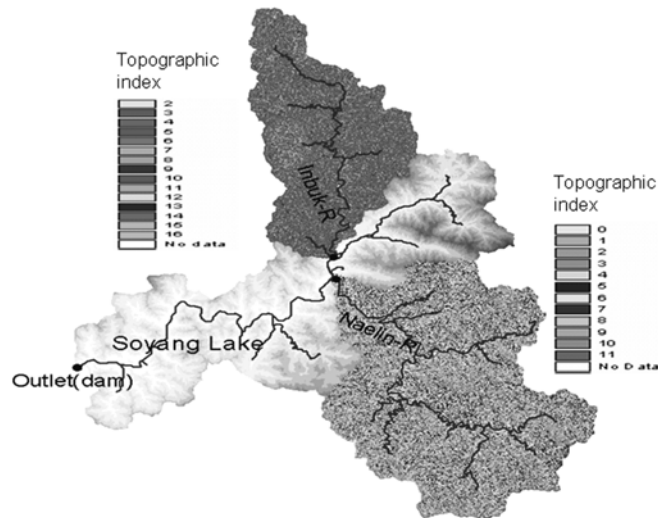 Topographic
index
2
3
4
5
6
7
8
9
10
11
12
13
14
15
16
No data
Inbuk-R
Topographic
index
0
1
2
3
4
5
6
7
8
9
10
11
No Data
Naelin-R
Soyang Lake
Outlet(dam)